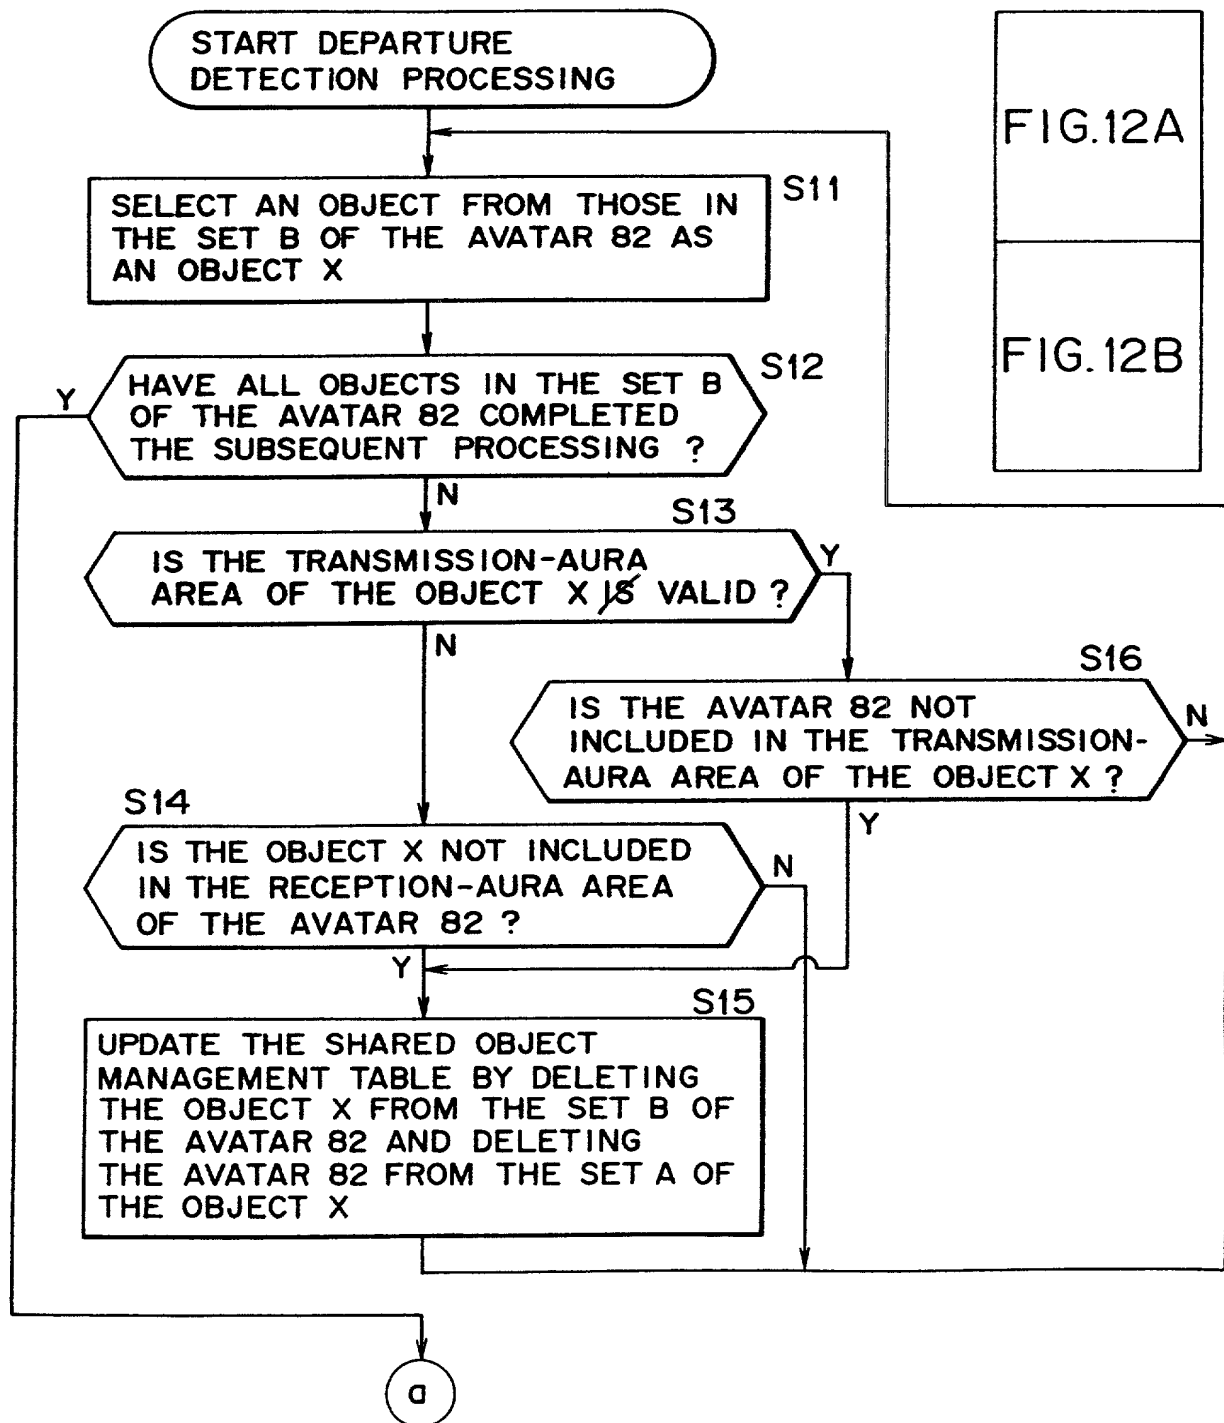 START DEPARTURE
DETECTION PROCESSING
FIG.12A
FIG.12B
S11
SELECT AN OBJECT FROM THOSE IN
THE SET B OF THE AVATAR 82 AS
AN OBJECT X
S12
HAVE ALL OBJECTS IN THE SET B
OF THE AVATAR 82 COMPLETED
THE SUBSEQUENT PROCESSING ?
Y
N
S13
IS THE TRANSMISSION-AURA
AREA OF THE OBJECT X IS VALID ?
Y
N
S16
IS THE AVATAR 82 NOT
INCLUDED IN THE TRANSMISSION-
AURA AREA OF THE OBJECT X ?
N
Y
S14
IS THE OBJECT X NOT INCLUDED
IN THE RECEPTION-AURA AREA
OF THE AVATAR 82 ?
N
Y
S15
UPDATE THE SHARED OBJECT
MANAGEMENT TABLE BY DELETING
THE OBJECT X FROM THE SET B OF
THE AVATAR 82 AND DELETING
THE AVATAR 82 FROM THE SET A OF
THE OBJECT X
a